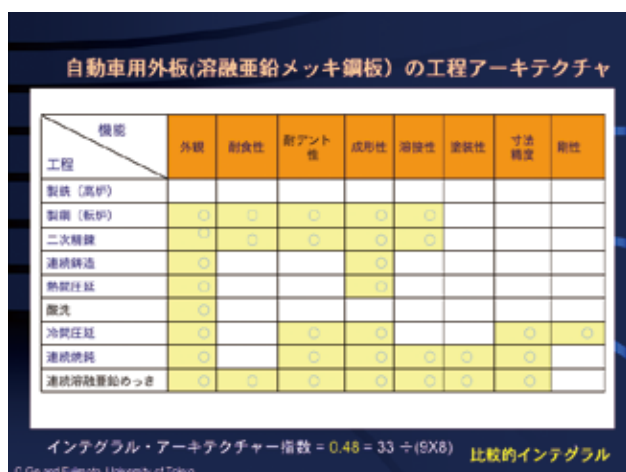 自動車用外板(溶融亜鉛メッキ鋼板）の工程アーキテクチャ
機能
工程
外観 耐食性 耐デント性 成形性 溶接性 塗装性 寸法精度 剛性
製銑（高炉）
製鋼（転炉） ○ ○ ○ ○ ○
二次精錬 ○ ○ ○ ○ ○
連続鋳造 ○ ○
熱間圧延 ○ ○
酸洗 ○
冷間圧延 ○ ○ ○ ○ ○
連続焼鈍 ○ ○ ○ ○ ○ ○
連続溶融亜鉛めっき ○ ○ ○ ○ ○ ○ ○
インテグラル・アーキテクチャー指数 = 0.48 = 33 ÷(9X8)
比較的インテグラル